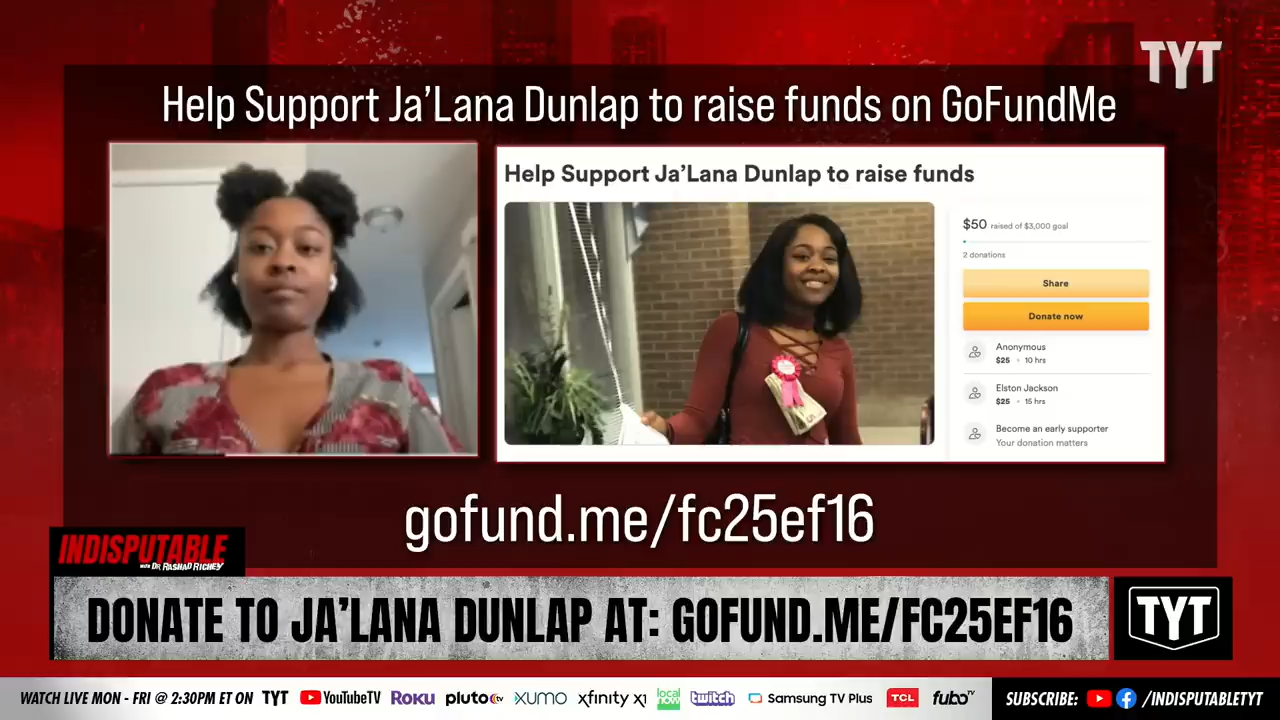 TYT
Help Support Ja’Lana Dunlap to raise funds on GoFundMe
Help Support Ja’Lana Dunlap to raise funds
$50 raised of $3,000 goal
2 donations
Share
Donate now
Anonymous
$25 • 10 hrs
Elston Jackson
$25 • 15 hrs
Become an early supporter
Your donation matters
gofund.me/fc25ef16
INDISPUTABLE
WITH DR. RASHAD RICHEY
DONATE TO JA’LANA DUNLAP AT: GOFUND.ME/FC25EF16
TYT
WATCH LIVE MON - FRI @ 2:30PM ET ON TYT YouTubeTV Roku pluto tv XUMO xfinity x1 local now twitch Samsung TV Plus TCL fubo TV SUBSCRIBE: /INDISPUTABLETYT